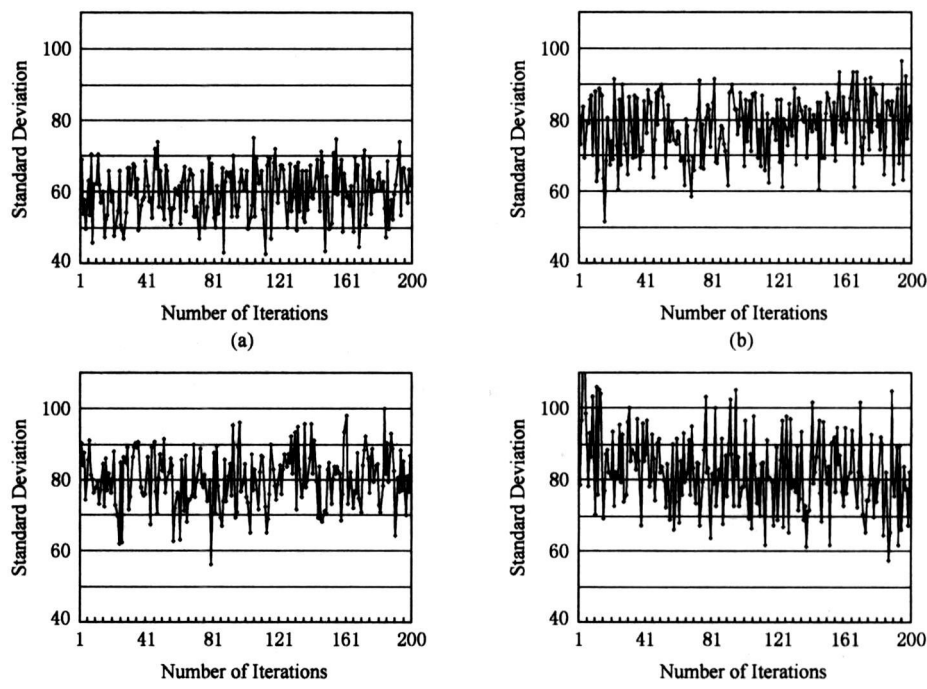 100
80
60
40
Standard Deviation
1 41 81 121 161 200
Number of Iterations
(a)
100
80
60
40
Standard Deviation
1 41 81 121 161 200
Number of Iterations
(b)
100
80
60
40
Standard Deviation
1 41 81 121 161 200
Number of Iterations
100
80
60
40
Standard Deviation
1 41 81 121 161 200
Number of Iterations